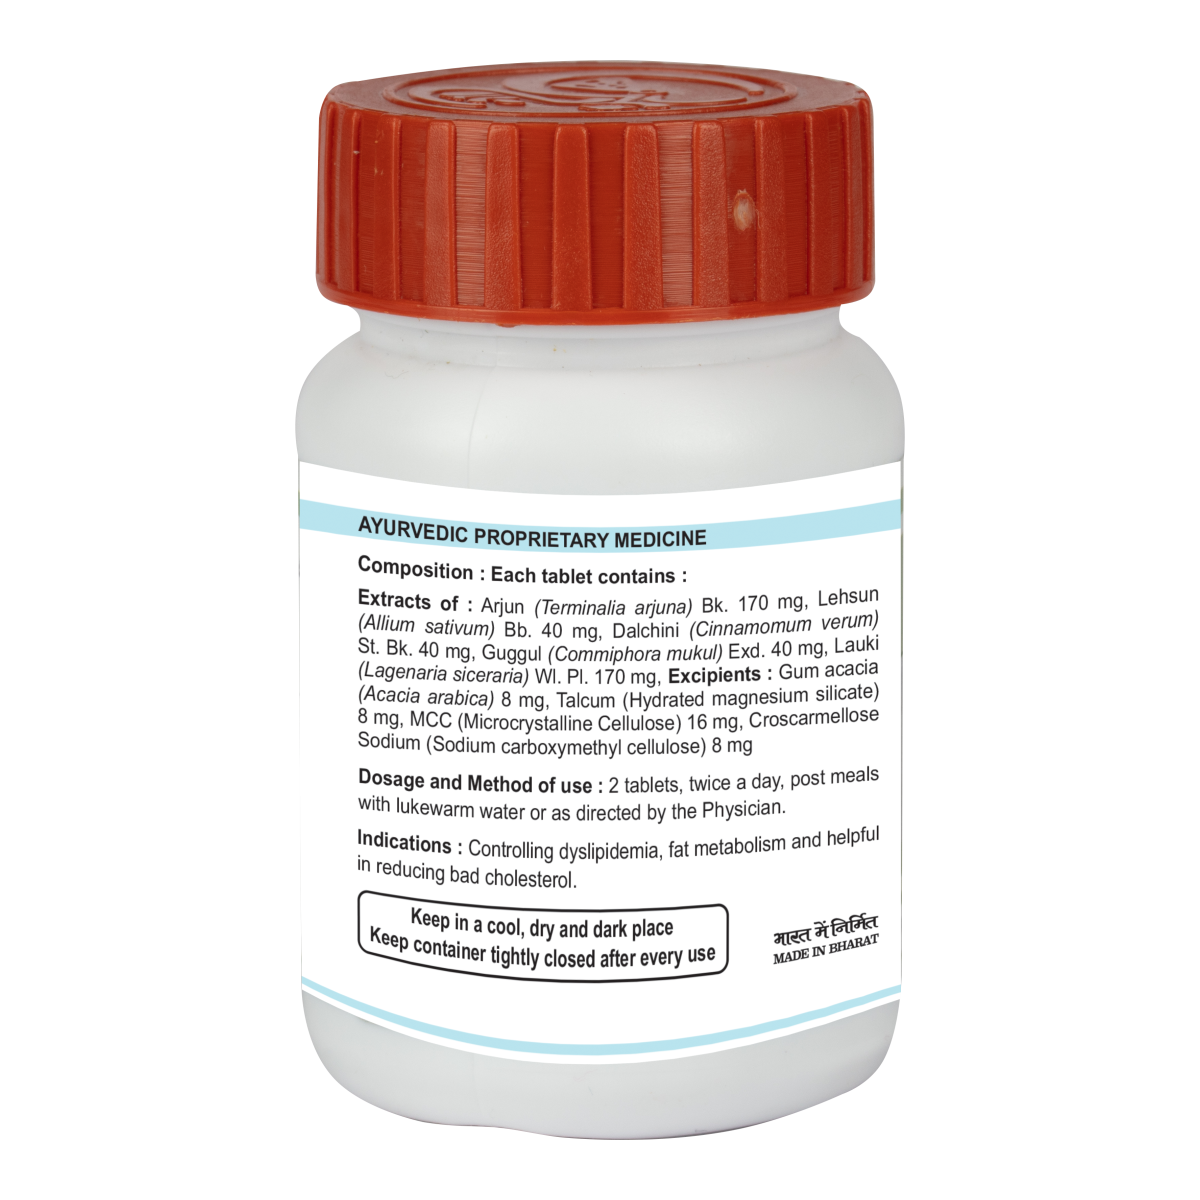 AYURVEDIC PROPRIETARY MEDICINE
Composition : Each tablet contains :
Extracts of : Arjun (Terminalia arjuna) Bk. 170 mg, Lehsun
(Allium sativum) Bb. 40 mg, Dalchini (Cinnamomum verum)
St. Bk. 40 mg, Guggul (Commiphora mukul) Exd. 40 mg, Lauki
(Lagenaria siceraria) Wl. Pl. 170 mg, Excipients : Gum acacia
(Acacia arabica) 8 mg, Talcum (Hydrated magnesium silicate)
8 mg, MCC (Microcrystalline Cellulose) 16 mg, Croscarmellose
Sodium (Sodium carboxymethyl cellulose) 8 mg
Dosage and Method of use : 2 tablets, twice a day, post meals
with lukewarm water or as directed by the Physician.
Indications : Controlling dyslipidemia, fat metabolism and helpful
in reducing bad cholesterol.
Keep in a cool, dry and dark place
Keep container tightly closed after every use
भारत में निर्मित
MADE IN BHARAT